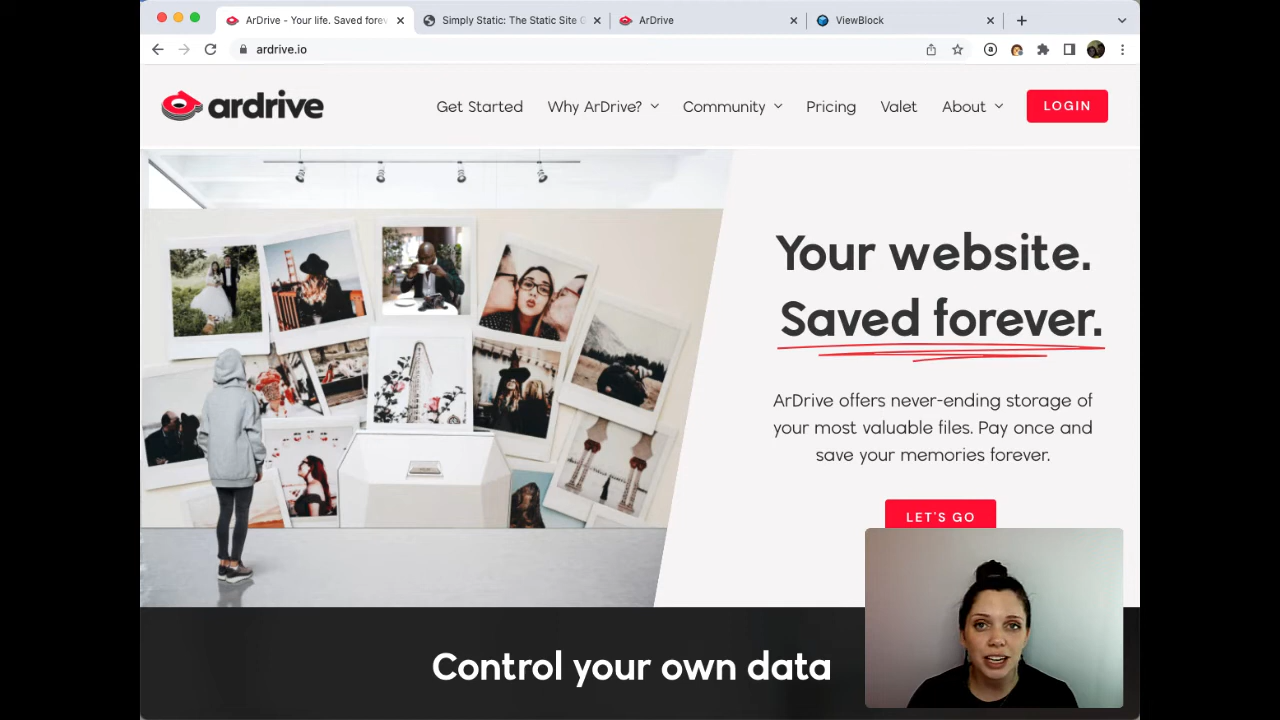 ArDrive - Your life. Saved forev
Simply Static: The Static Site G
ArDrive
ViewBlock
ardrive.io
ardrive
Get Started
Why ArDrive?
Community
Pricing
Valet
About
LOGIN
Your website.
Saved forever.
ArDrive offers never-ending storage of
your most valuable files. Pay once and
save your memories forever.
LET'S GO
Control your own data